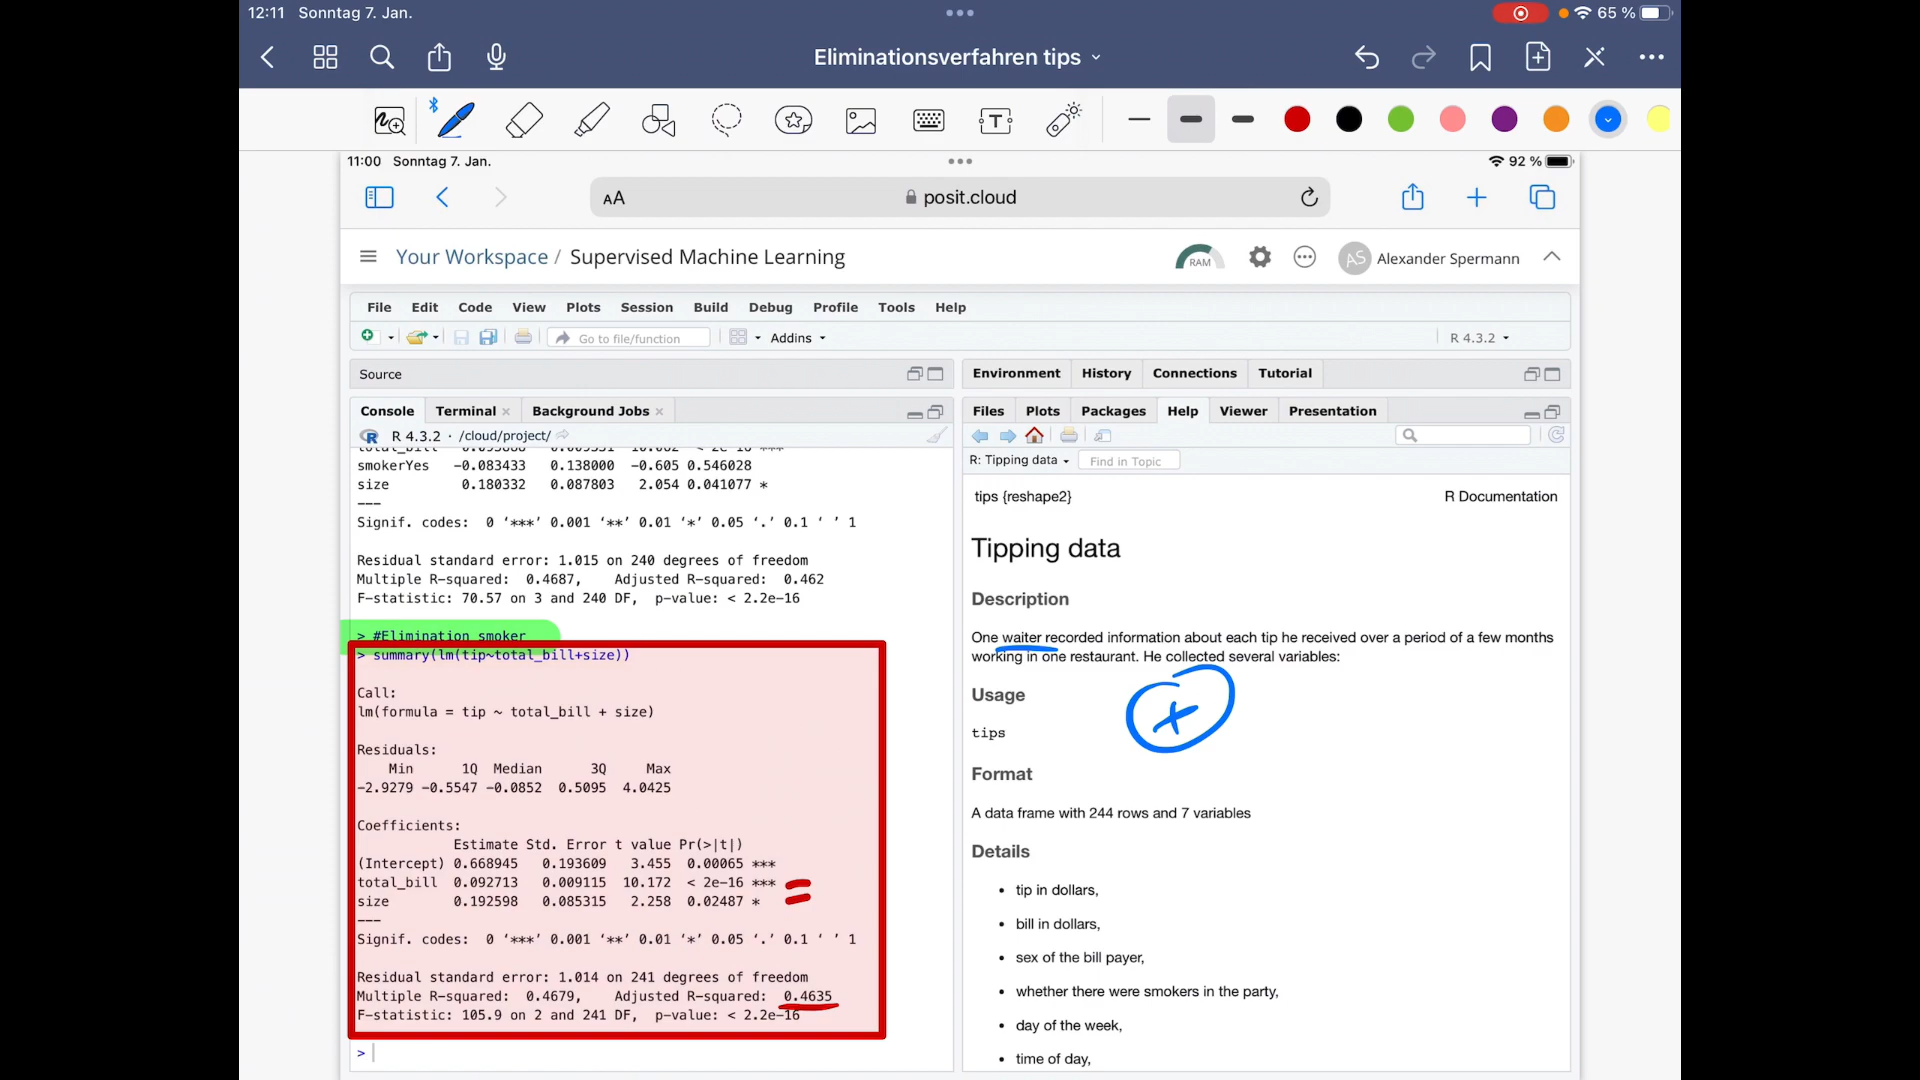 12:11 Sonntag 7. Jan.
65 %
Eliminationsverfahren tips
11:00 Sonntag 7. Jan.
92 %
AA
posit.cloud
Your Workspace / Supervised Machine Learning
RAM
AS Alexander Spermann
File Edit Code View Plots Session Build Debug Profile Tools Help
Go to file/function
Addins
R 4.3.2
Source
Console Terminal Background Jobs
R 4.3.2 · /cloud/project/
smokerYes -0.083433 0.138000 -0.605 0.546028
size 0.180332 0.087803 2.054 0.041077 *
---
Signif. codes: 0 ‘***’ 0.001 ‘**’ 0.01 ‘*’ 0.05 ‘.’ 0.1 ‘ ’ 1
Residual standard error: 1.015 on 240 degrees of freedom
Multiple R-squared: 0.4687, Adjusted R-squared: 0.462
F-statistic: 70.57 on 3 and 240 DF, p-value: < 2.2e-16
> #Elimination smoker
> summary(lm(tip~total_bill+size))
Call:
lm(formula = tip ~ total_bill + size)
Residuals:
Min 1Q Median 3Q Max
-2.9279 -0.5547 -0.0852 0.5095 4.0425
Coefficients:
Estimate Std. Error t value Pr(>|t|)
(Intercept) 0.668945 0.193609 3.455 0.00065 ***
total_bill 0.092713 0.009115 10.172 < 2e-16 ***
size 0.192598 0.085315 2.258 0.02487 *
---
Signif. codes: 0 ‘***’ 0.001 ‘**’ 0.01 ‘*’ 0.05 ‘.’ 0.1 ‘ ’ 1
Residual standard error: 1.014 on 241 degrees of freedom
Multiple R-squared: 0.4679, Adjusted R-squared: 0.4635
F-statistic: 105.9 on 2 and 241 DF, p-value: < 2.2e-16
>
Environment History Connections Tutorial
Files Plots Packages Help Viewer Presentation
R: Tipping data
Find in Topic
tips {reshape2}
R Documentation
Tipping data
Description
One waiter recorded information about each tip he received over a period of a few months
working in one restaurant. He collected several variables:
Usage
+
tips
Format
A data frame with 244 rows and 7 variables
Details
• tip in dollars,
• bill in dollars,
• sex of the bill payer,
• whether there were smokers in the party,
• day of the week,
• time of day,